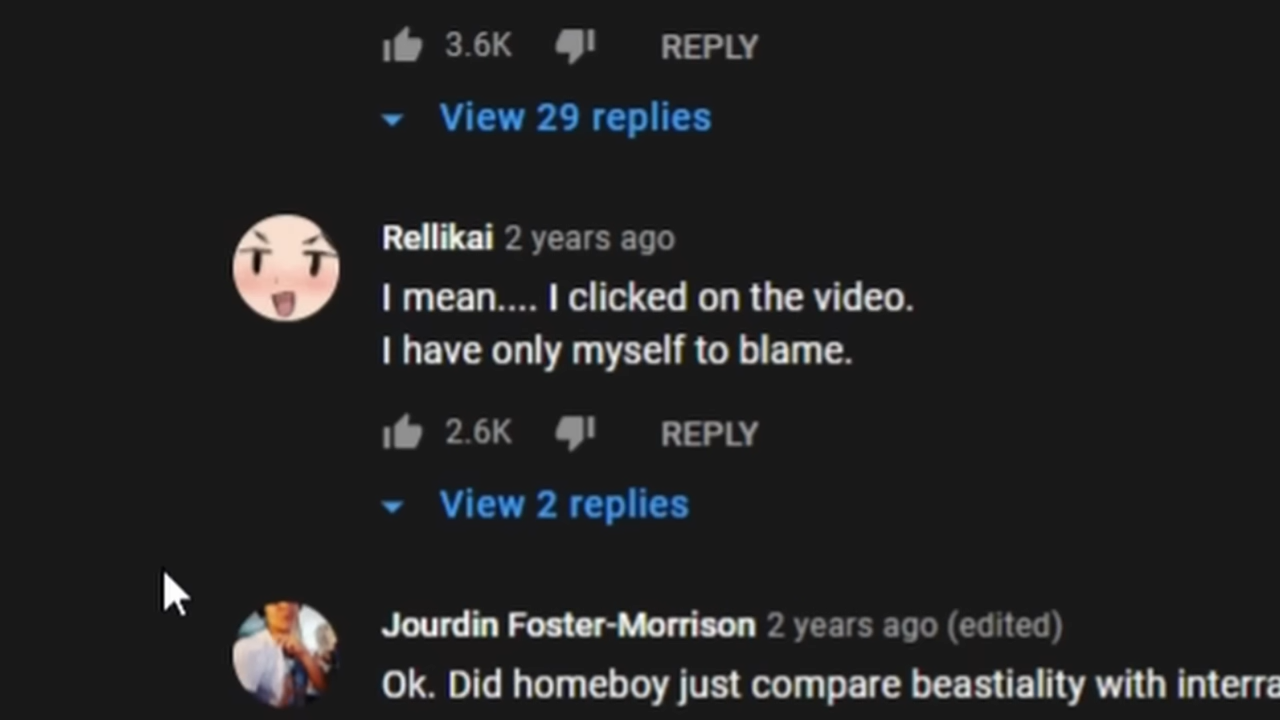 3.6K REPLY
View 29 replies
Rellikai 2 years ago
I mean.... I clicked on the video.
I have only myself to blame.
2.6K REPLY
View 2 replies
Jourdin Foster-Morrison 2 years ago (edited)
Ok. Did homeboy just compare beastiality with interra